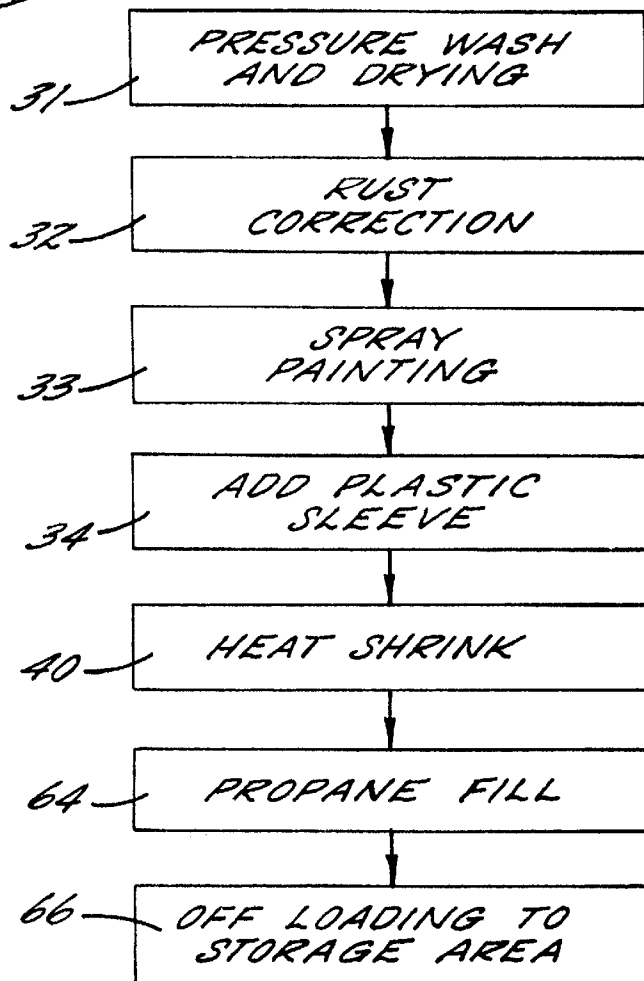 PRESSURE WASH
AND DRYING
31
RUST
CORRECTION
32
SPRAY
PAINTING
33
ADD PLASTIC
SLEEVE
34
HEAT SHRINK
40
PROPANE FILL
64
OFF LOADING TO
STORAGE AREA
66